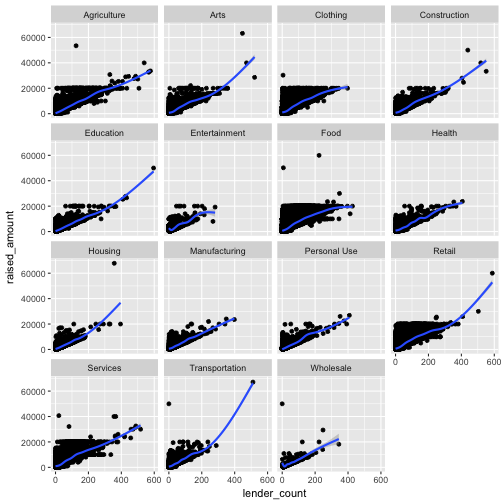 Agriculture Arts Clothing Construction
60000
40000
20000
0
Education Entertainment Food Health
60000
40000
20000
0
Housing Manufacturing Personal Use Retail
60000
40000
20000
0
0 200 400 600
Services Transportation Wholesale
60000
40000
20000
0
0 200 400 600 0 200 400 600 0 200 400 600
lender_count
raised_amount